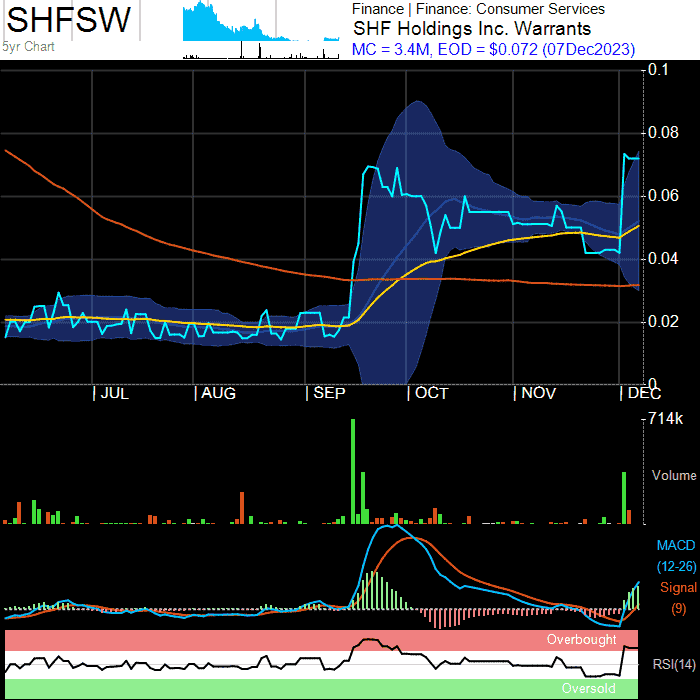 SHFSW
5yr Chart
Finance | Finance: Consumer Services
SHF Holdings Inc. Warrants
MC = 3.4M, EOD = $0.072 (07Dec2023)
0.1
0.08
0.06
0.04
0.02
0
| JUL | AUG | SEP | OCT | NOV | DEC
714k
Volume
MACD
(12-26)
Signal
(9)
Overbought
RSI(14)
Oversold